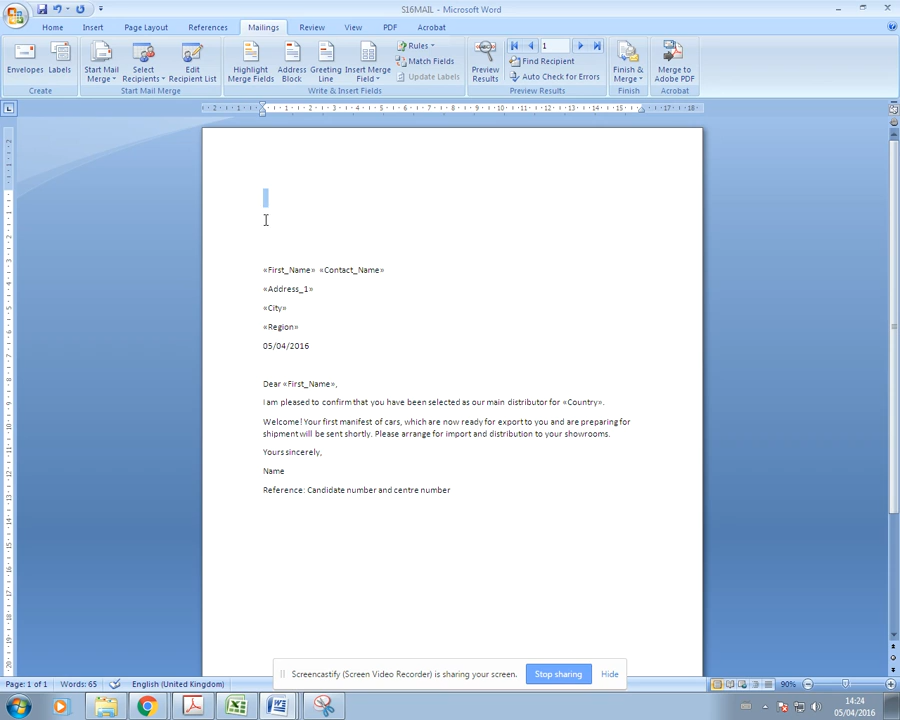 S16MAIL - Microsoft Word
Home Insert Page Layout References Mailings Review View PDF Acrobat
Envelopes Labels
Start Mail Merge Select Recipients Edit Recipient List
Highlight Merge Fields Address Block Greeting Line Insert Merge Field
Rules
Match Fields
Update Labels
Preview Results
1
Find Recipient
Auto Check for Errors
Finish & Merge
Merge to Adobe PDF
Create Start Mail Merge Write & Insert Fields Preview Results Finish Acrobat
«First_Name» «Contact_Name»
«Address_1»
«City»
«Region»
05/04/2016
Dear «First_Name»,
I am pleased to confirm that you have been selected as our main distributor for «Country».
Welcome! Your first manifest of cars, which are now ready for export to you and are preparing for
shipment will be sent shortly. Please arrange for import and distribution to your showrooms.
Yours sincerely,
Name
Reference: Candidate number and centre number
Screencastify (Screen Video Recorder) is sharing your screen. Stop sharing Hide
Page: 1 of 1 Words: 65 English (United Kingdom) 90%
14:24
05/04/2016